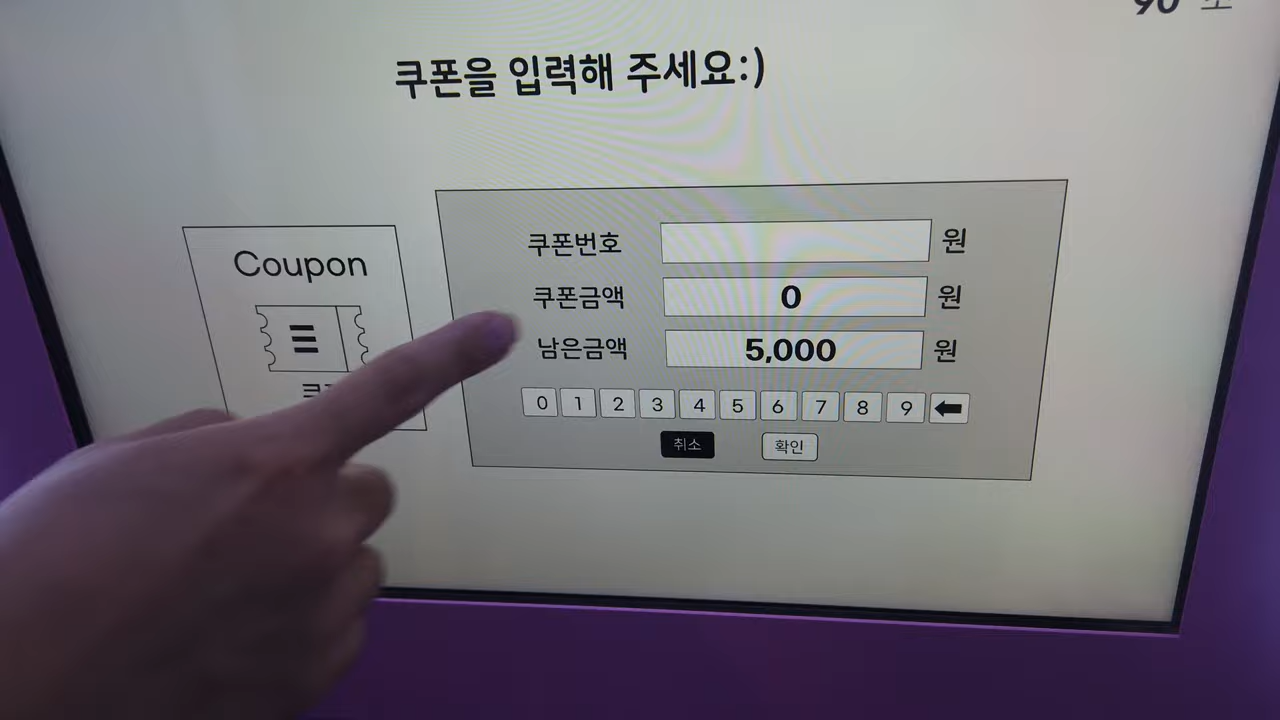 90 초
쿠폰을 입력해 주세요:)
Coupon
쿠폰번호 원
쿠폰금액 0 원
남은금액 5,000 원
0 1 2 3 4 5 6 7 8 9 ⬅
취소 확인